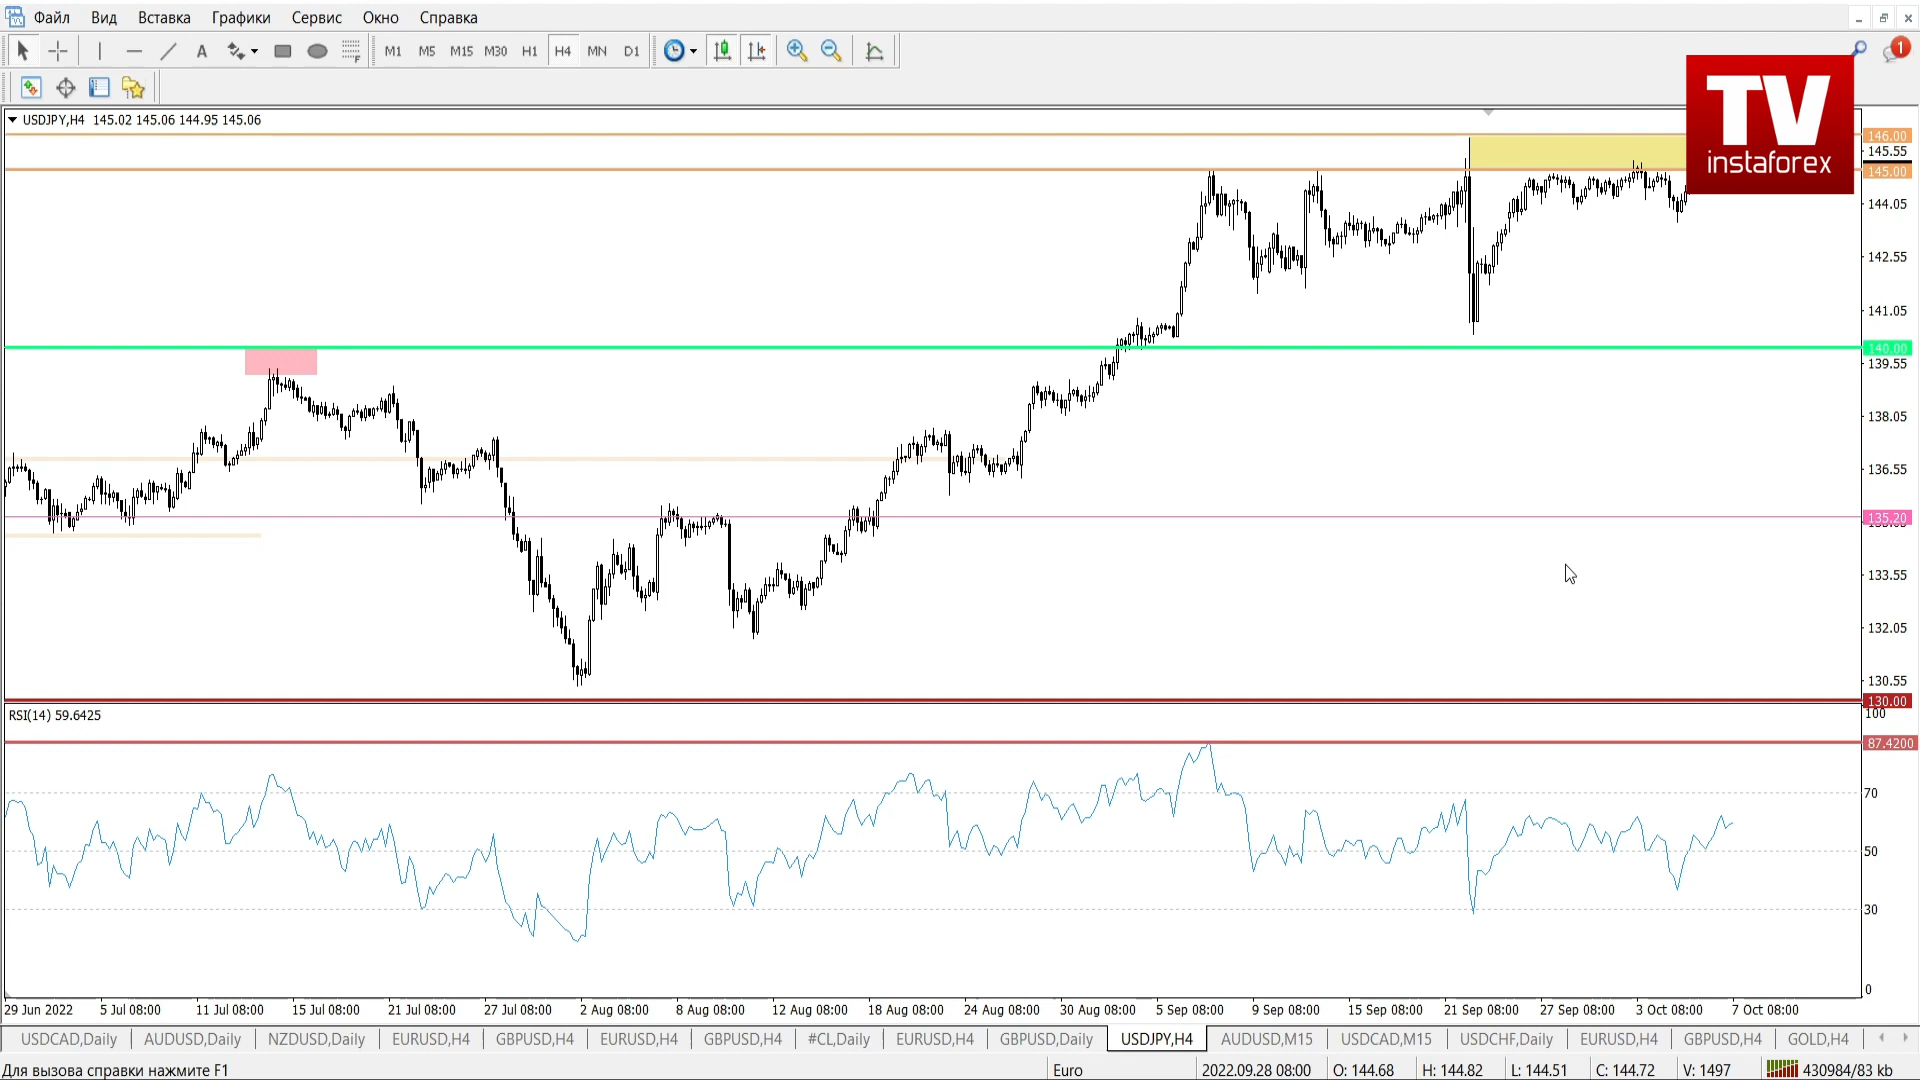 Файл Вид Вставка Графики Сервис Окно Справка
A M1 M5 M15 M30 H1 H4 MN D1 1
TV
instaforex
USDJPY,H4 145.02 145.06 144.95 145.06
146.00
145.55
145.00
144.05
142.55
141.05
140.00
139.55
138.05
136.55
135.20
133.55
132.05
130.55
130.00
RSI(14) 59.6425
100
87.4200
70
50
30
0
29 Jun 2022 5 Jul 08:00 11 Jul 08:00 15 Jul 08:00 21 Jul 08:00 27 Jul 08:00 2 Aug 08:00 8 Aug 08:00 12 Aug 08:00 18 Aug 08:00 24 Aug 08:00 30 Aug 08:00 5 Sep 08:00 9 Sep 08:00 15 Sep 08:00 21 Sep 08:00 27 Sep 08:00 3 Oct 08:00 7 Oct 08:00
USDCAD,Daily AUDUSD,Daily NZDUSD,Daily EURUSD,H4 GBPUSD,H4 EURUSD,H4 GBPUSD,H4 #CL,Daily EURUSD,H4 GBPUSD,Daily USDJPY,H4 AUDUSD,M15 USDCAD,M15 USDCHF,Daily EURUSD,H4 GBPUSD,H4 GOLD,H4
Для вызова справки нажмите F1 Euro 2022.09.28 08:00 O: 144.68 H: 144.82 L: 144.51 C: 144.72 V: 1497 430984/83 kb